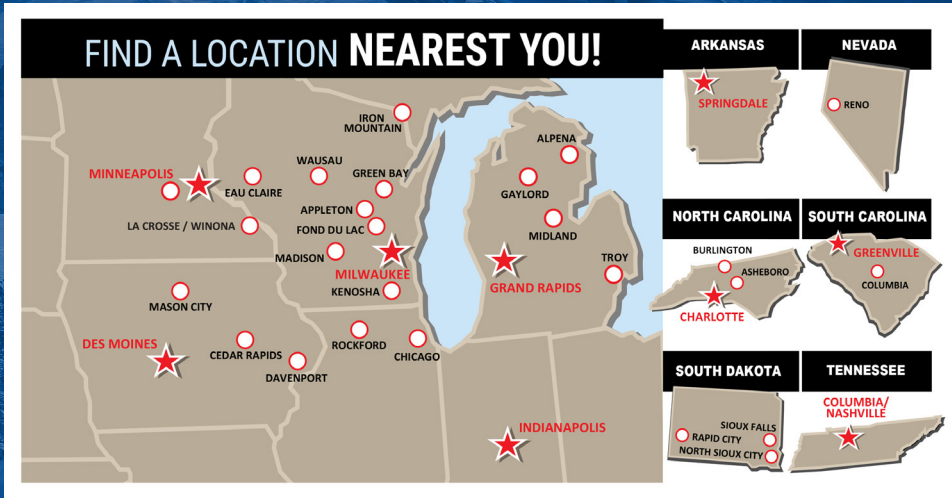 FIND A LOCATION NEAREST YOU!
IRON
MOUNTAIN
MINNEAPOLIS
EAU CLAIRE
WAUSAU
GREEN BAY
APPLETON
LA CROSSE / WINONA
FOND DU LAC
MADISON
MILWAUKEE
KENOSHA
ALPENA
GAYLORD
MIDLAND
TROY
GRAND RAPIDS
MASON CITY
DES MOINES
CEDAR RAPIDS
DAVENPORT
ROCKFORD
CHICAGO
INDIANAPOLIS
ARKANSAS
SPRINGDALE
NEVADA
RENO
NORTH CAROLINA
BURLINGTON
ASHEBORO
CHARLOTTE
SOUTH CAROLINA
GREENVILLE
COLUMBIA
SOUTH DAKOTA
SIOUX FALLS
RAPID CITY
NORTH SIOUX CITY
TENNESSEE
COLUMBIA/
NASHVILLE